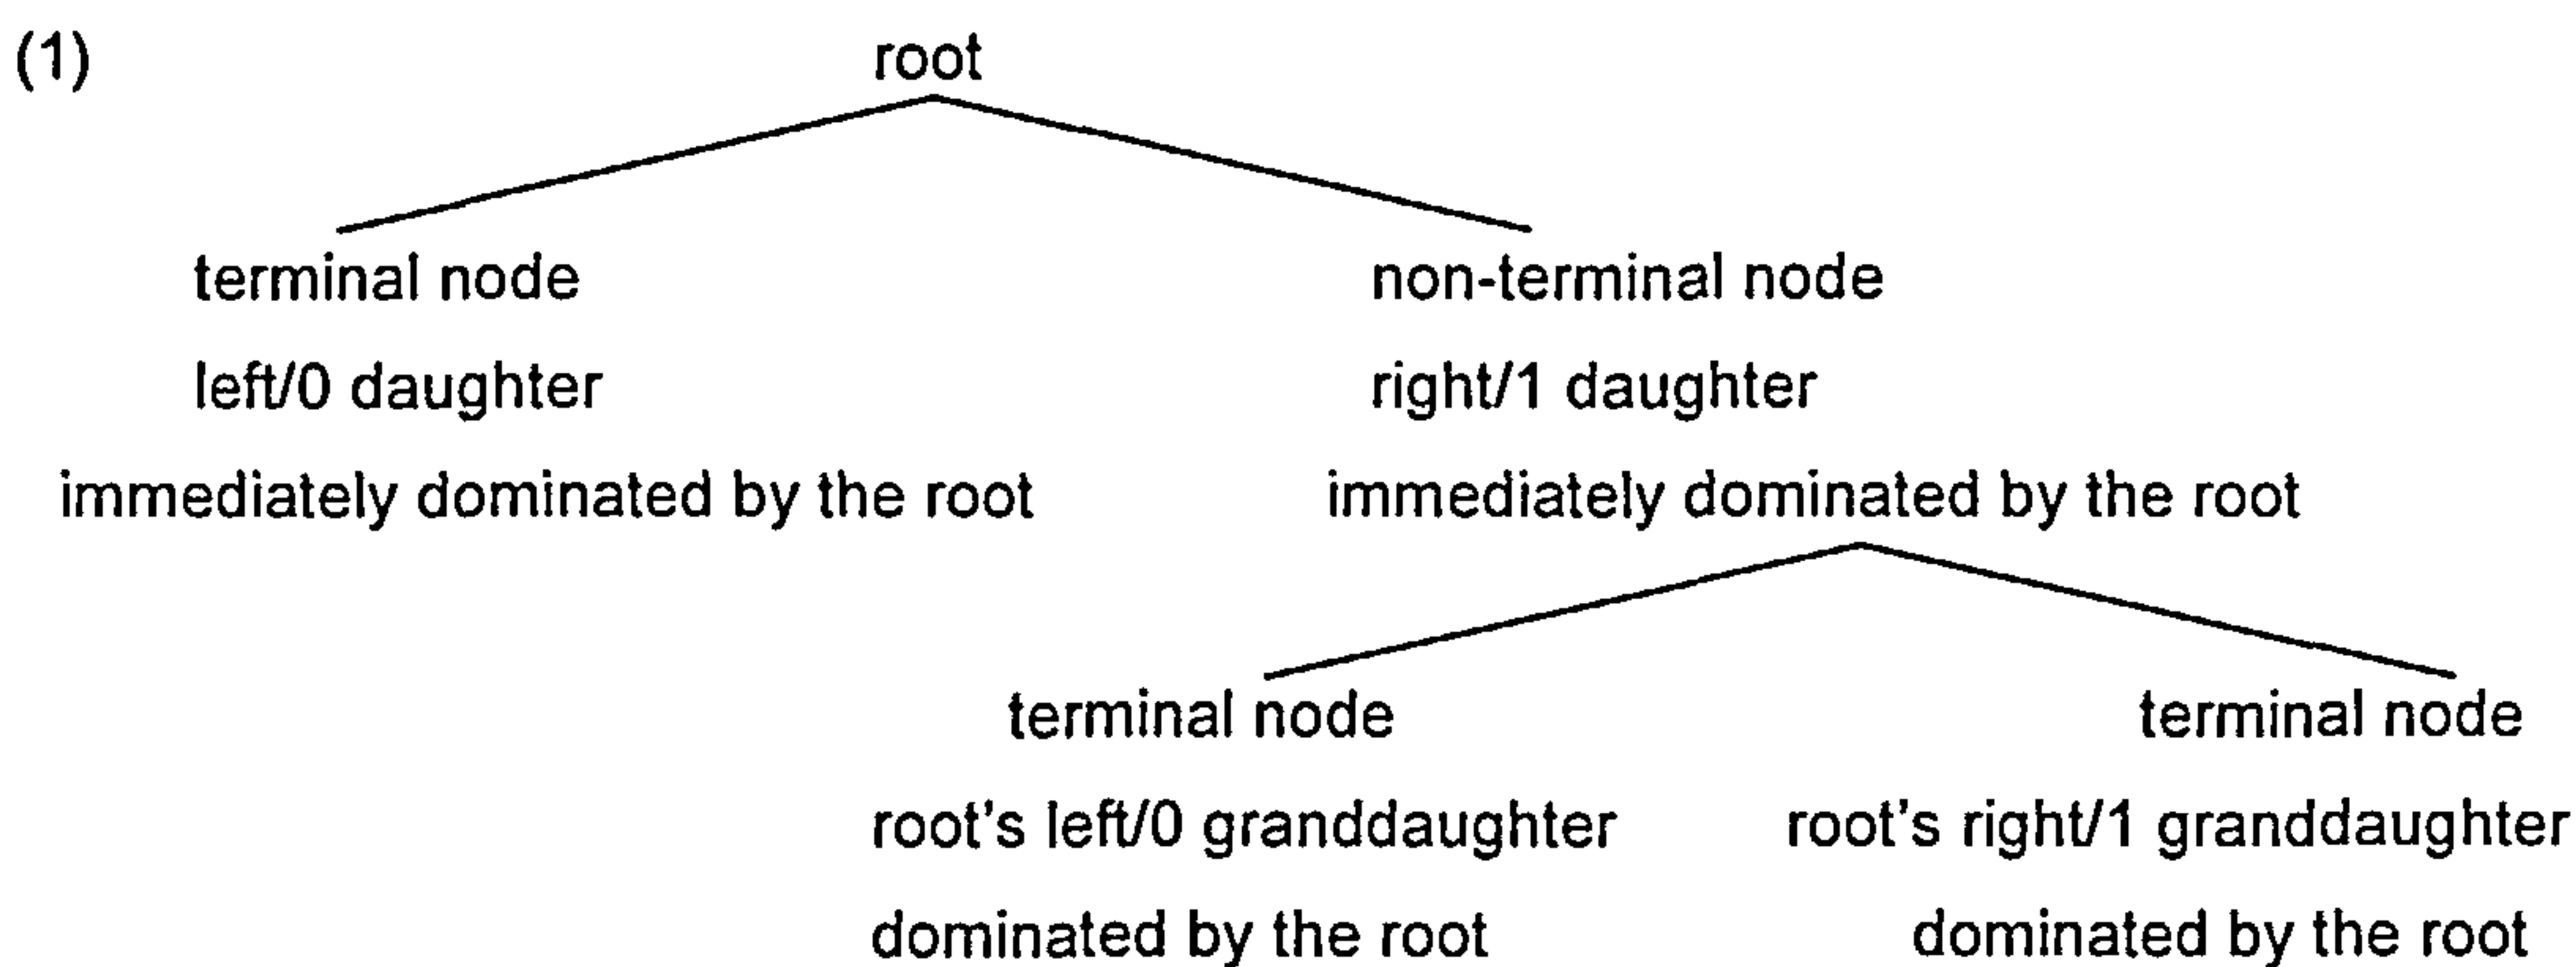 (1) root
terminal node non-terminal node
left/0 daughter right/1 daughter
immediately dominated by the root immediately dominated by the root
terminal node terminal node
root's left/0 granddaughter root's right/1 granddaughter
dominated by the root dominated by the root